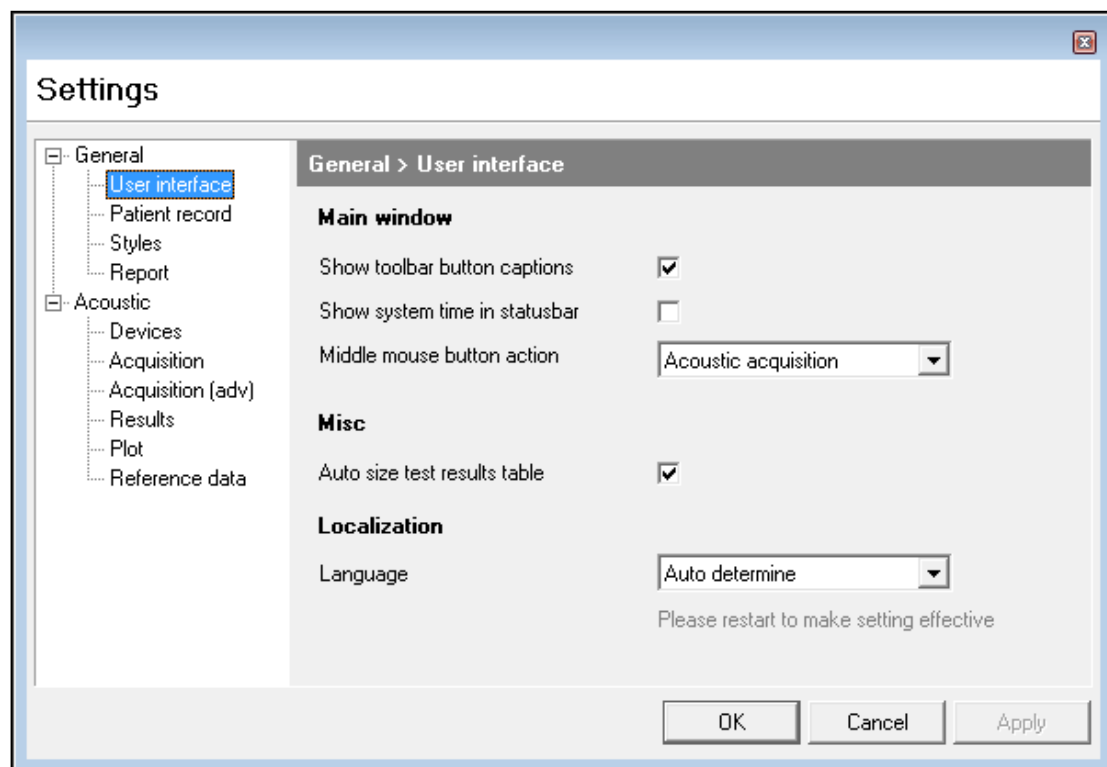 Settings
General
User interface
Patient record
Styles
Report
Acoustic
Devices
Acquisition
Acquisition (adv)
Results
Plot
Reference data
General > User interface
Main window
Show toolbar button captions
Show system time in statusbar
Middle mouse button action Acoustic acquisition
Misc
Auto size test results table
Localization
Language Auto determine
Please restart to make setting effective
OK Cancel Apply